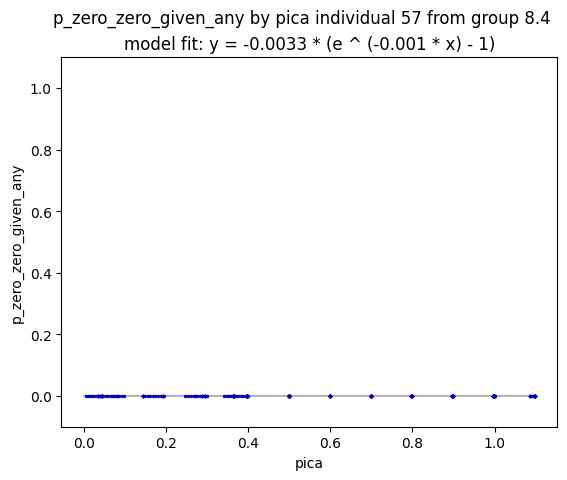 p_zero_zero_given_any by pica individual 57 from group 8.4
model fit: y = -0.0033 * (e ^ (-0.001 * x) - 1)
1.0
0.8
0.6
0.4
0.2
0.0
p_zero_zero_given_any
0.0 0.2 0.4 0.6 0.8 1.0
pica